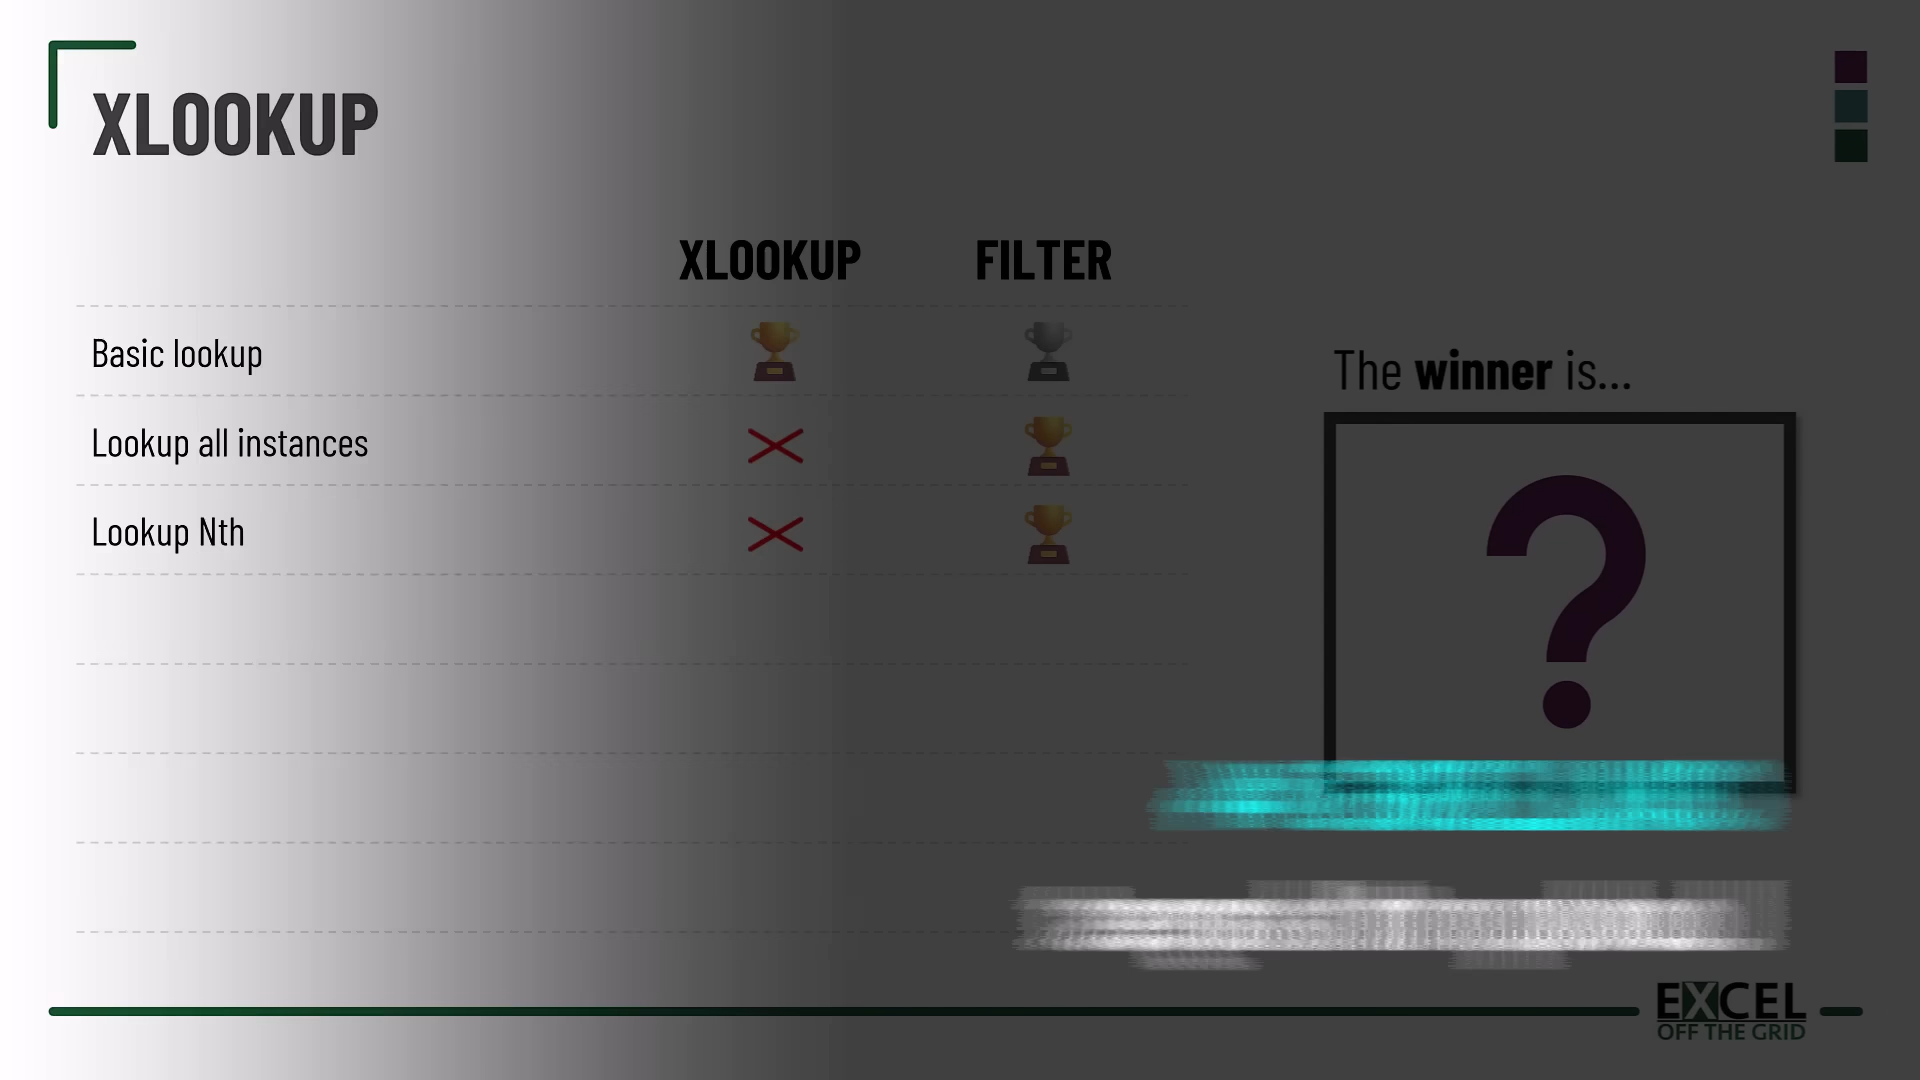 XLOOKUP
XLOOKUP FILTER
Basic lookup
Lookup all instances
Lookup Nth
The winner is...
?
EXCEL
OFF THE GRID